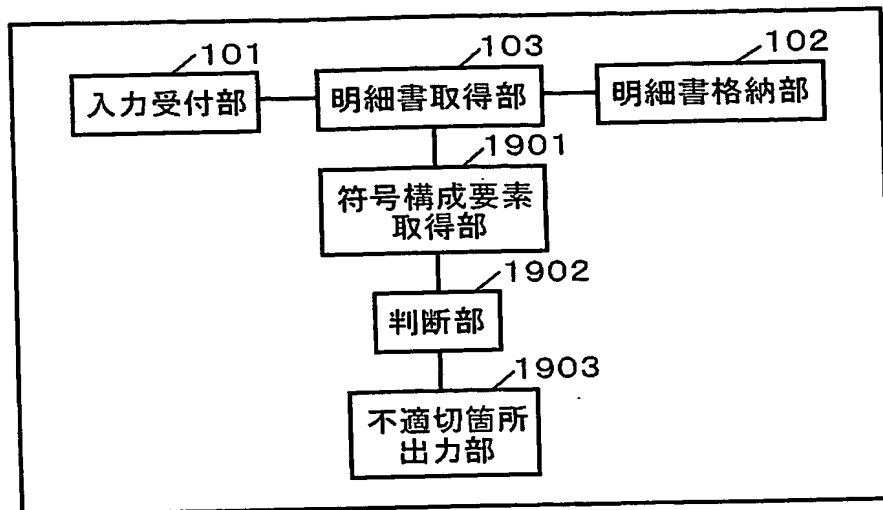 101
入力受付部
103
明細書取得部
102
明細書格納部
1901
符号構成要素
取得部
1902
判断部
1903
不適切箇所
出力部